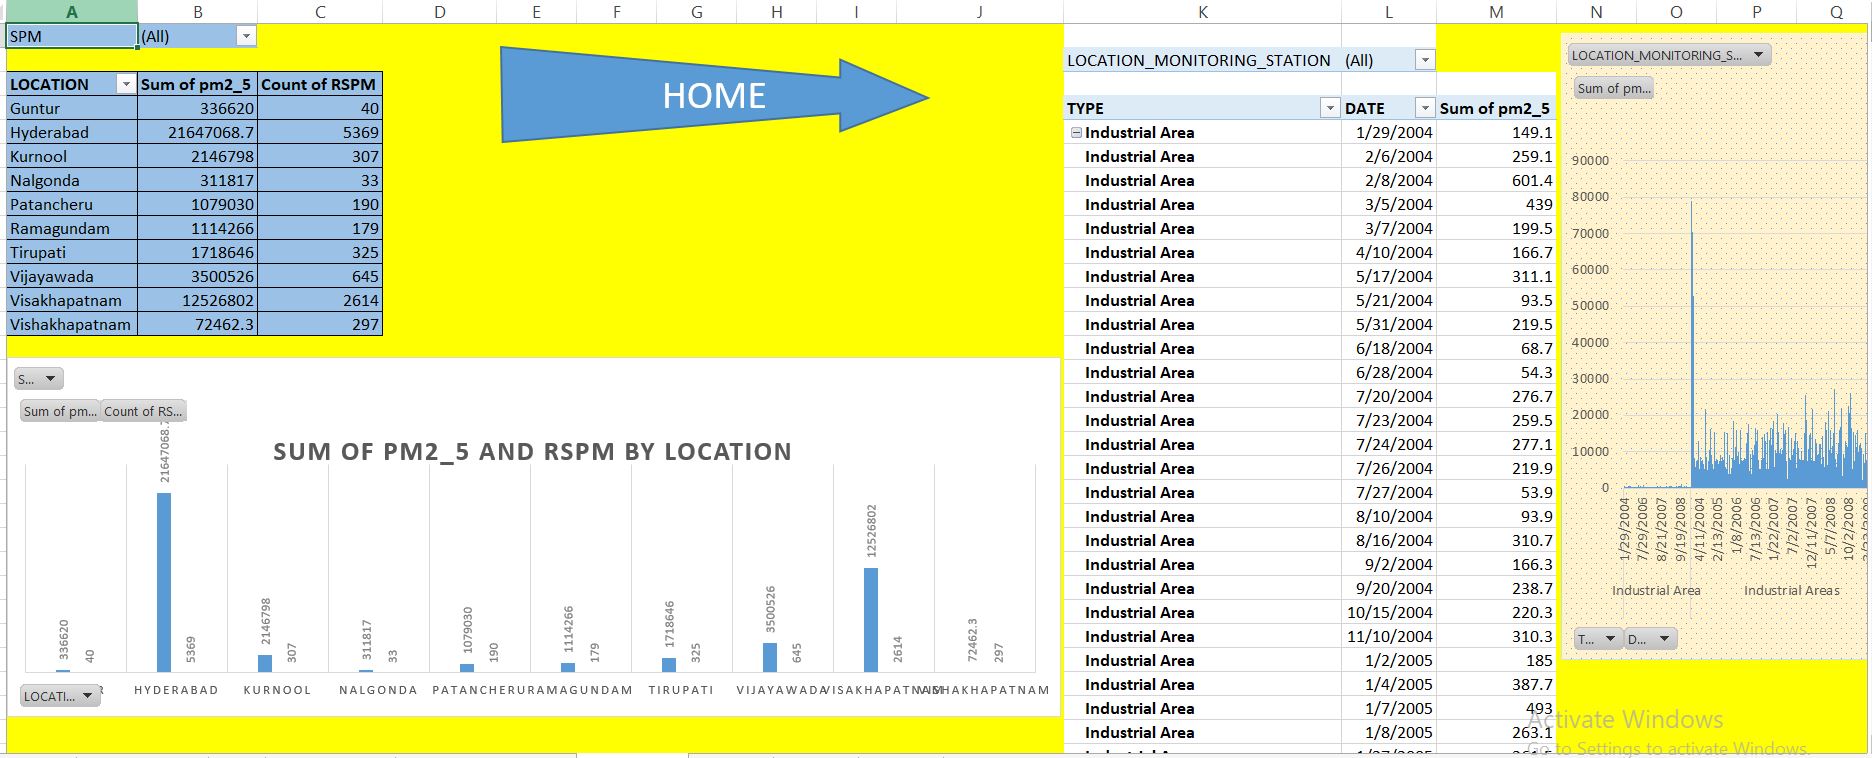 A B C D E F G H I J K L M N O P Q
SPM (All)
LOCATION Sum of pm2_5 Count of RSPM
Guntur 336620 40
Hyderabad 21647068.7 5369
Kurnool 2146798 307
Nalgonda 311817 33
Patancheru 1079030 190
Ramagundam 1114266 179
Tirupati 1718646 325
Vijayawada 3500526 645
Visakhapatnam 12526802 2614
Vishakhapatnam 72462.3 297
HOME
S...
Sum of pm... Count of RS...
SUM OF PM2_5 AND RSPM BY LOCATION
336620 40
21647068.7 5369
2146798 307
311817 33
1079030 190
1114266 179
1718646 325
3500526 645
12526802 2614
72462.3 297
HYDERABAD KURNOOL NALGONDA PATANCHERU RAMAGUNDAM TIRUPATI VIJAYAWADA VISAKHAPATNAM VISHAKHAPATNAM
LOCATI...
LOCATION_MONITORING_STATION (All)
TYPE DATE Sum of pm2_5
Industrial Area 1/29/2004 149.1
Industrial Area 2/6/2004 259.1
Industrial Area 2/8/2004 601.4
Industrial Area 3/5/2004 439
Industrial Area 3/7/2004 199.5
Industrial Area 4/10/2004 166.7
Industrial Area 5/17/2004 311.1
Industrial Area 5/21/2004 93.5
Industrial Area 5/31/2004 219.5
Industrial Area 6/18/2004 68.7
Industrial Area 6/28/2004 54.3
Industrial Area 7/20/2004 276.7
Industrial Area 7/23/2004 259.5
Industrial Area 7/24/2004 277.1
Industrial Area 7/26/2004 219.9
Industrial Area 7/27/2004 53.9
Industrial Area 8/10/2004 93.9
Industrial Area 8/16/2004 310.7
Industrial Area 9/2/2004 166.3
Industrial Area 9/20/2004 238.7
Industrial Area 10/15/2004 220.3
Industrial Area 11/10/2004 310.3
Industrial Area 1/2/2005 185
Industrial Area 1/4/2005 387.7
Industrial Area 1/7/2005 493
Industrial Area 1/8/2005 263.1
LOCATION_MONITORING_S...
Sum of pm...
90000
80000
70000
60000
50000
40000
30000
20000
10000
0
1/29/2004
7/29/2006
8/21/2007
9/19/2008
4/11/2004
2/13/2005
1/8/2006
7/13/2006
1/22/2007
7/2/2007
12/11/2007
5/7/2008
10/2/2008
Industrial Area Industrial Areas
T... D...
Activate Windows
Go to Settings to activate Windows.